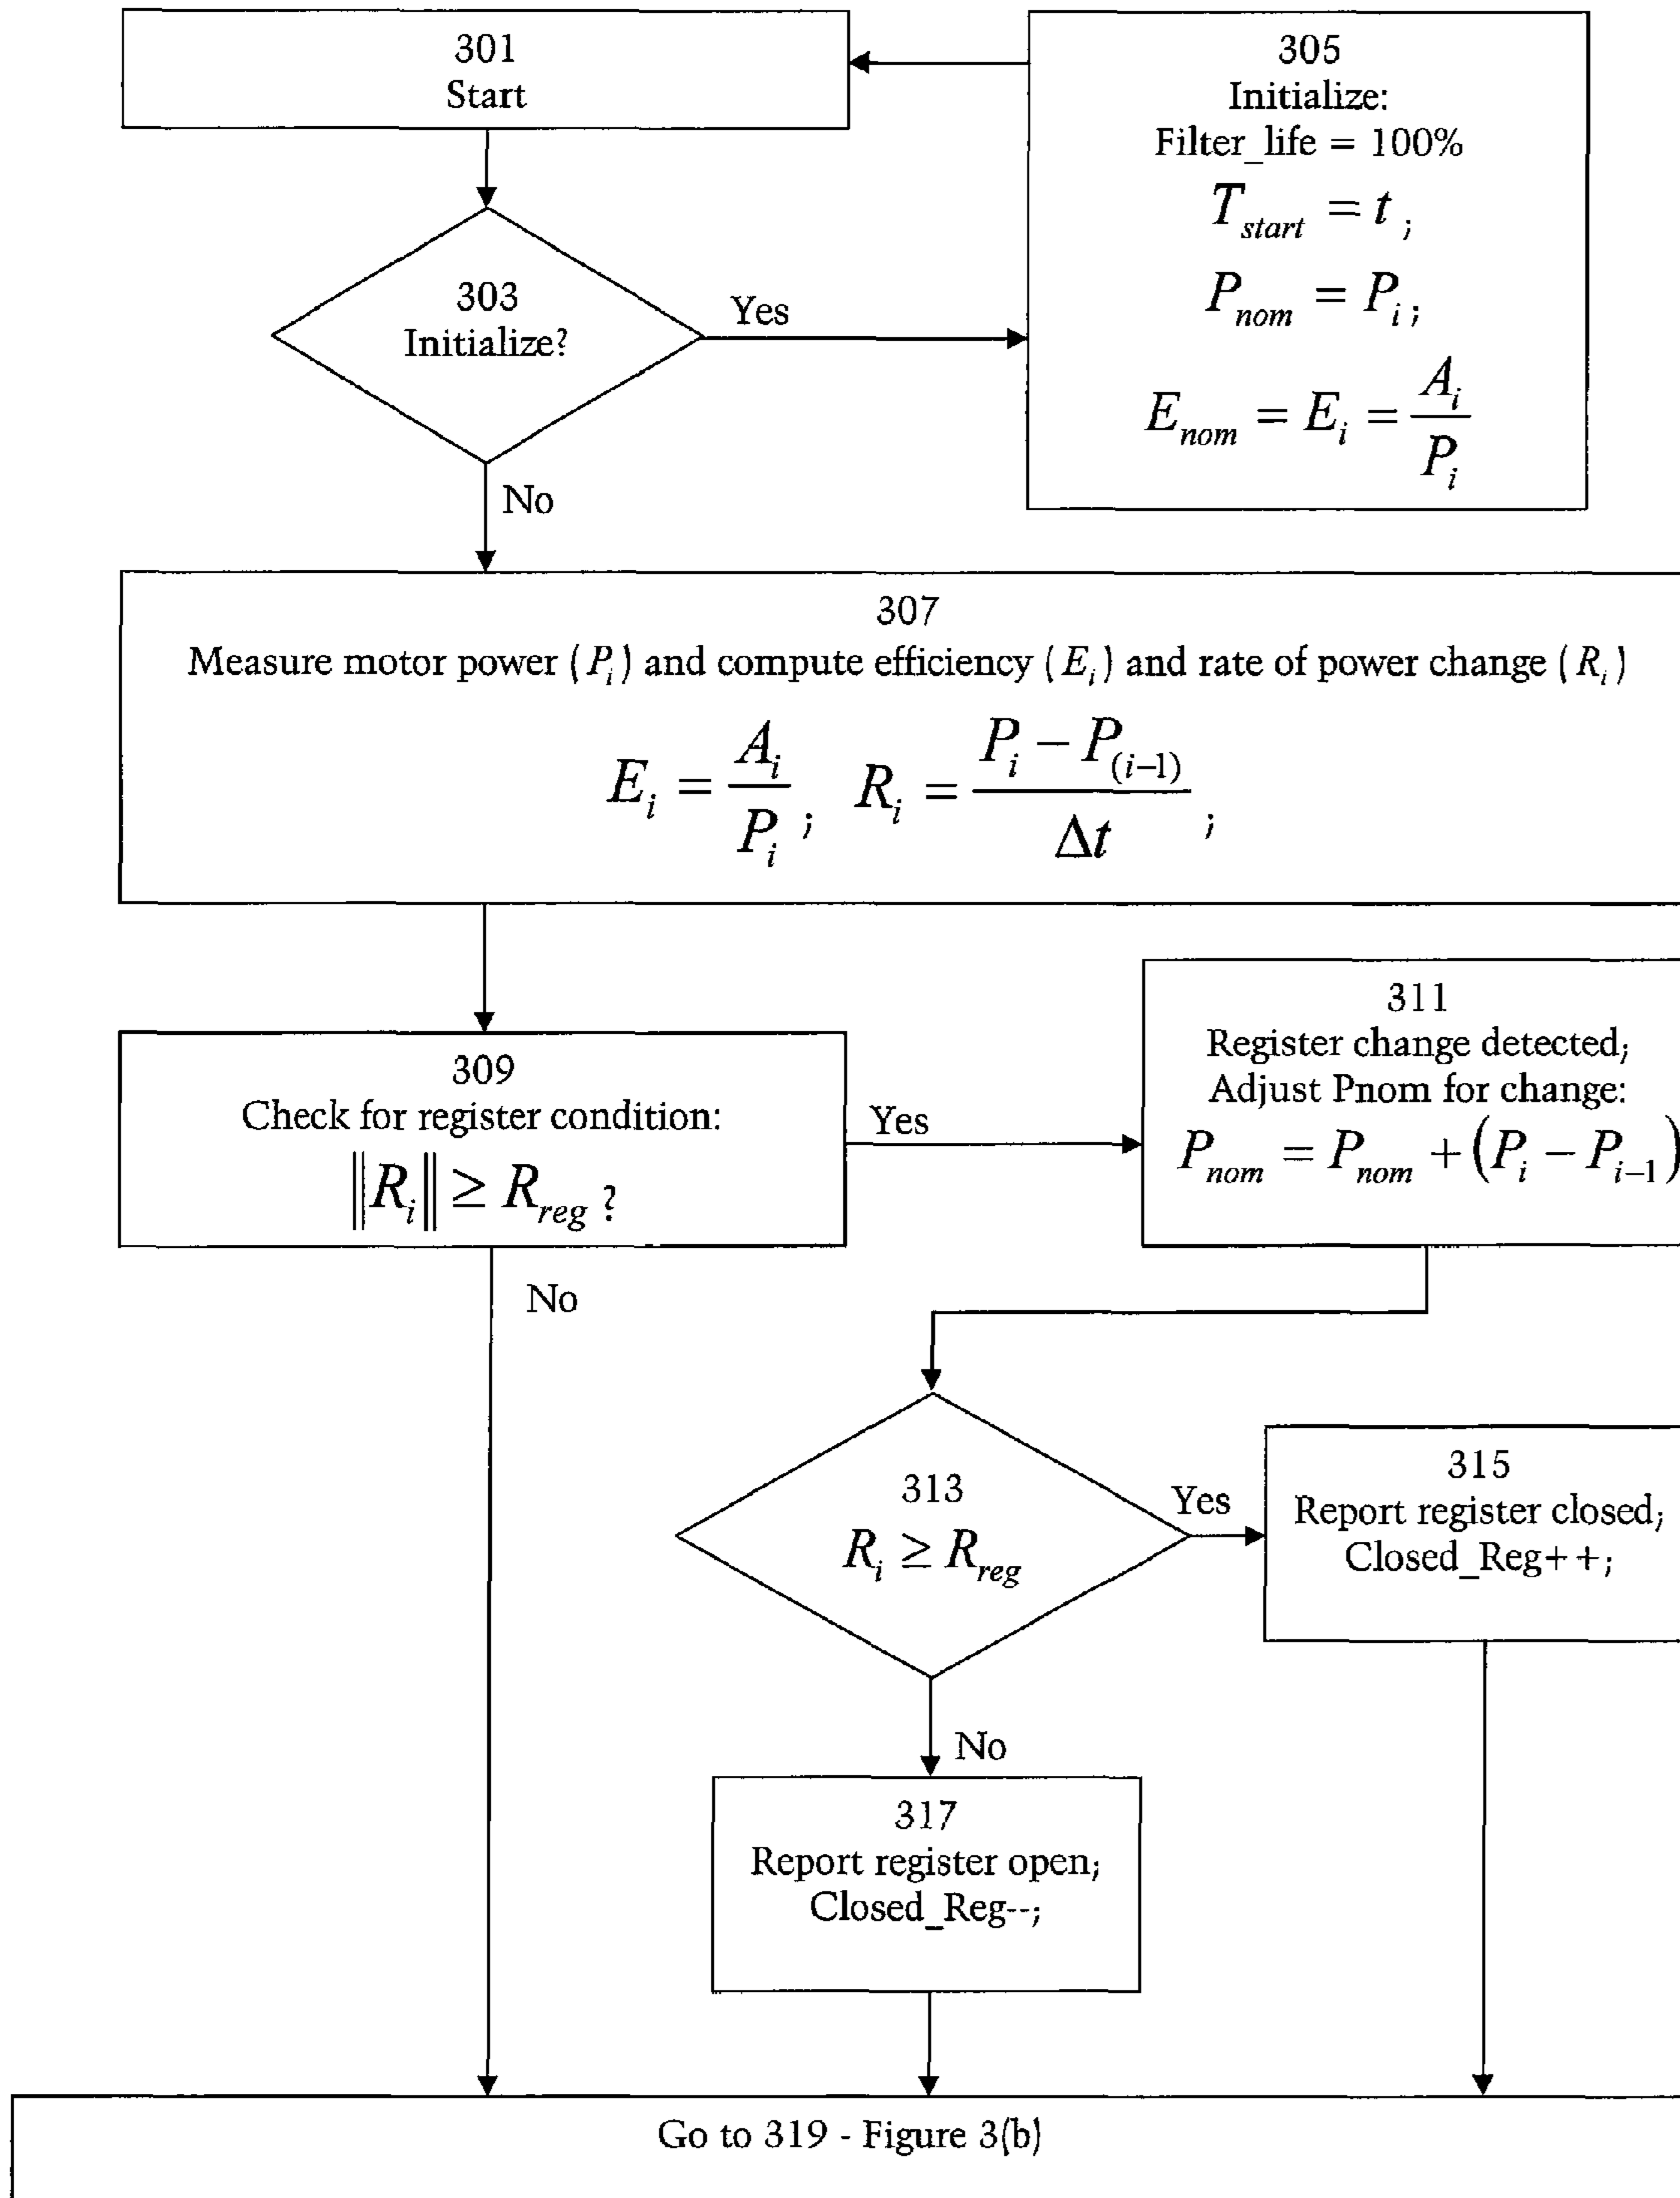 301
Start
305
Initialize:
Filter_life = 100%
T_start = t ;
P_nom = P_i;
E_nom = E_i = A_i / P_i
303
Initialize?
Yes
No
307
Measure motor power (P_i) and compute efficiency (E_i) and rate of power change (R_i)
E_i = A_i / P_i ; R_i = (P_i − P_(i−1)) / Δt ;
309
Check for register condition:
||R_i|| ≥ R_reg ?
Yes
No
311
Register change detected;
Adjust Pnom for change:
P_nom = P_nom + (P_i − P_i−1)
313
R_i ≥ R_reg
Yes
No
315
Report register closed;
Closed_Reg++;
317
Report register open;
Closed_Reg--;
Go to 319 - Figure 3(b)